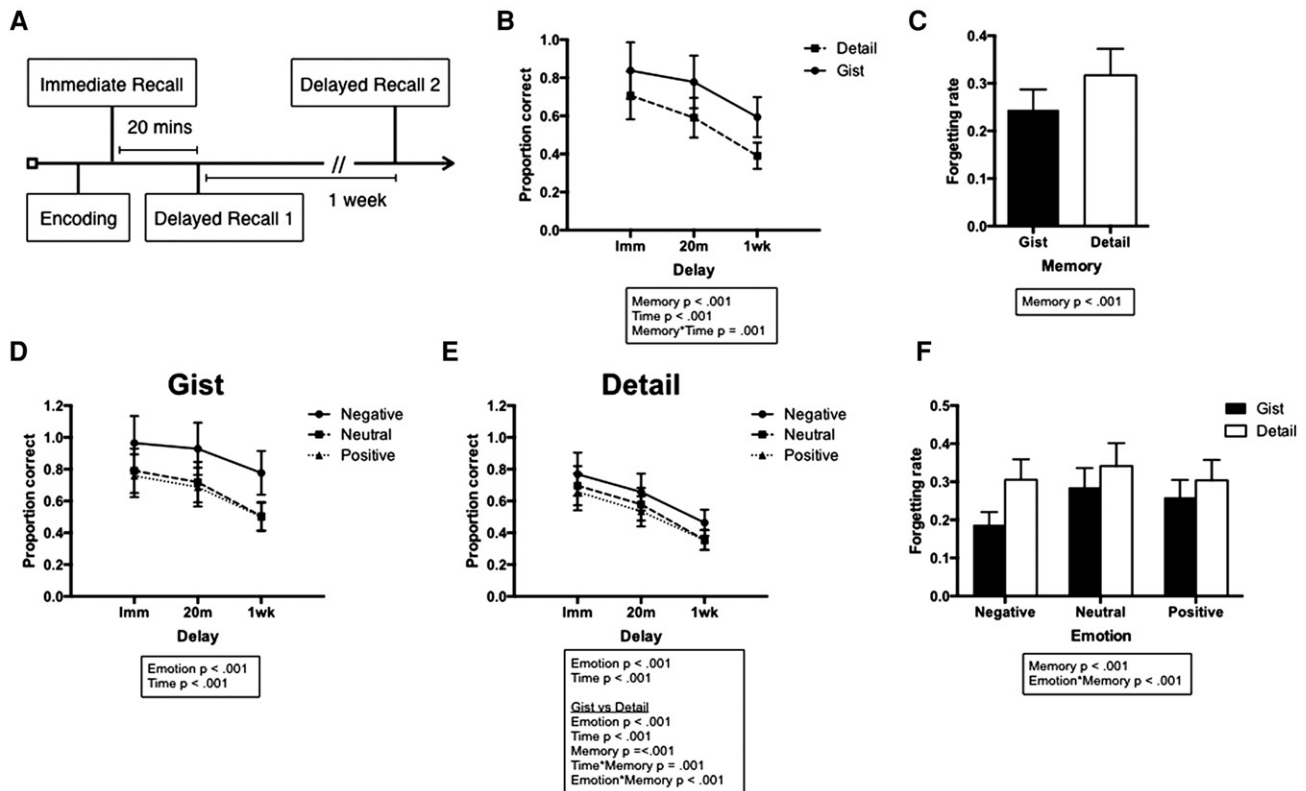 A
Immediate Recall
Delayed Recall 2
20 mins
//
1 week
Encoding
Delayed Recall 1
B
Proportion correct
1.0
0.8
0.6
0.4
0.2
0.0
Imm 20m 1wk
Delay
Detail
Gist
Memory p < .001
Time p < .001
Memory*Time p = .001
C
Forgetting rate
0.4
0.3
0.2
0.1
0.0
Gist Detail
Memory
Memory p < .001
D
Gist
Proportion correct
1.2
1.0
0.8
0.6
0.4
0.2
0.0
Imm 20m 1wk
Delay
Negative
Neutral
Positive
Emotion p < .001
Time p < .001
E
Detail
Proportion correct
1.2
1.0
0.8
0.6
0.4
0.2
0.0
Imm 20m 1wk
Delay
Negative
Neutral
Positive
Emotion p < .001
Time p < .001
Gist vs Detail
Emotion p < .001
Time p < .001
Memory p =<.001
Time*Memory p = .001
Emotion*Memory p < .001
F
Forgetting rate
0.5
0.4
0.3
0.2
0.1
0.0
Negative Neutral Positive
Emotion
Gist
Detail
Memory p < .001
Emotion*Memory p < .001